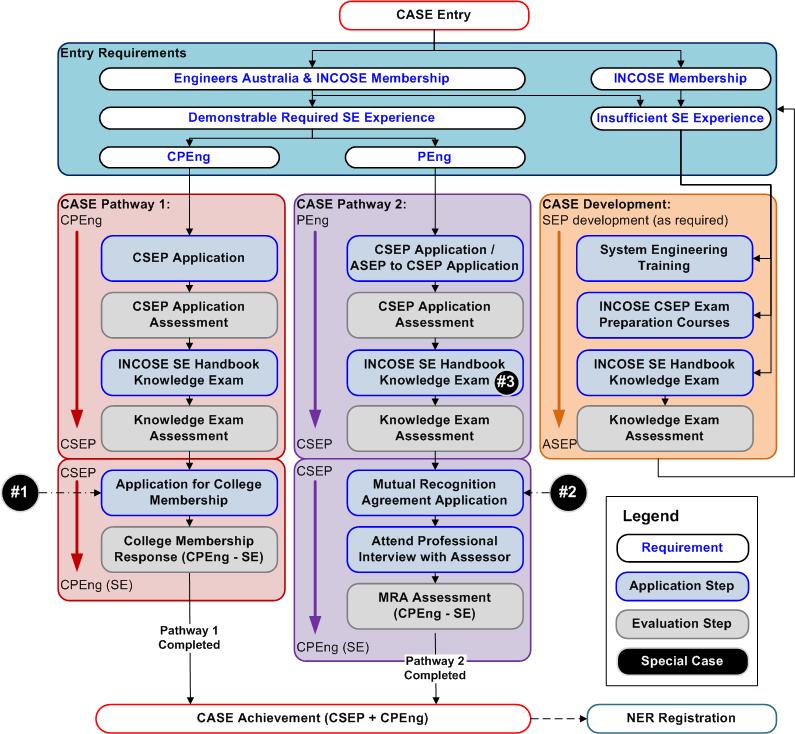 CASE Entry
Entry Requirements
Engineers Australia & INCOSE Membership
INCOSE Membership
Demonstrable Required SE Experience
Insufficient SE Experience
CPEng
PEng
CASE Pathway 1:
CPEng
CSEP Application
CSEP Application
Assessment
INCOSE SE Handbook
Knowledge Exam
Knowledge Exam
Assessment
CSEP
CSEP
#1
Application for College
Membership
College Membership
Response (CPEng - SE)
CPEng (SE)
Pathway 1
Completed
CASE Pathway 2:
PEng
CSEP Application /
ASEP to CSEP Application
CSEP Application
Assessment
INCOSE SE Handbook
Knowledge Exam
#3
Knowledge Exam
Assessment
CSEP
CSEP
Mutual Recognition
Agreement Application
#2
Attend Professional
Interview with Assessor
MRA Assessment
(CPEng - SE)
CPEng (SE)
Pathway 2
Completed
CASE Development:
SEP development (as required)
System Engineering
Training
INCOSE CSEP Exam
Preparation Courses
INCOSE SE Handbook
Knowledge Exam
Knowledge Exam
Assessment
ASEP
Legend
Requirement
Application Step
Evaluation Step
Special Case
CASE Achievement (CSEP + CPEng)
NER Registration